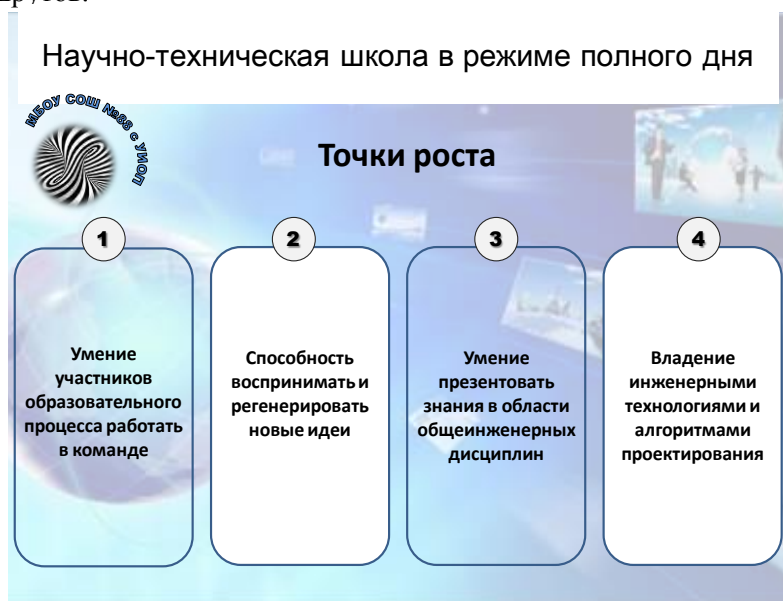 Научно-техническая школа в режиме полного дня
МБОУ СОШ №88 с УИОП
Точки роста
1
Умение
участников
образовательного
процесса работать
в команде
2
Способность
воспринимать и
регенерировать
новые идеи
3
Умение
презентовать
знания в области
общеинженерных
дисциплин
4
Владение
инженерными
технологиями и
алгоритмами
проектирования